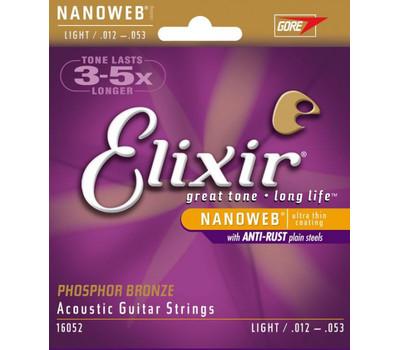 NANOWEB®
LIGHT / .012 – .053
GORE
TONE LASTS
3-5x
LONGER
Elixir®
great tone • long life™
NANOWEB® ultra thin coating
with ANTI-RUST plain steels
PHOSPHOR BRONZE
Acoustic Guitar Strings
16052
LIGHT / .012 – .053